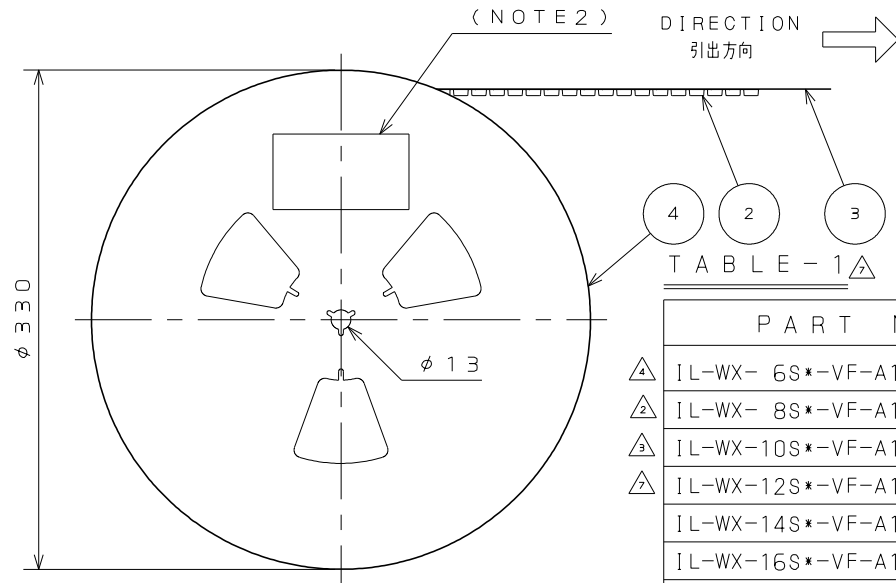 (NOTE2)
DIRECTION
引出方向
4
2
3
φ330
φ13
TABLE-1 7
PART
4 IL-WX- 6S*-VF-A1
2 IL-WX- 8S*-VF-A1
3 IL-WX-10S*-VF-A1
7 IL-WX-12S*-VF-A1
IL-WX-14S*-VF-A1
IL-WX-16S*-VF-A1